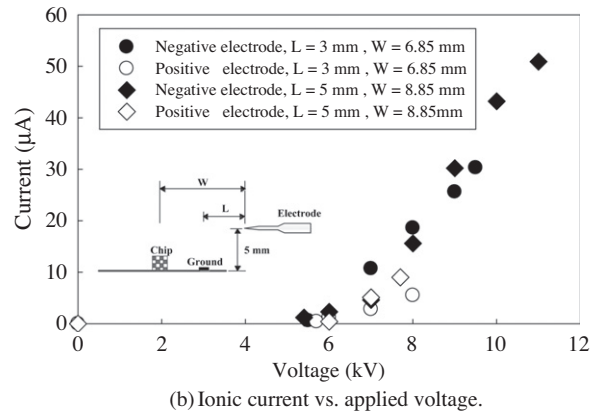 60
50
40
30
20
10
0
Current (μA)
Negative electrode, L = 3 mm , W = 6.85 mm
Positive electrode, L = 3 mm , W = 6.85 mm
Negative electrode, L = 5 mm , W = 8.85 mm
Positive electrode, L = 5 mm , W = 8.85mm
W
L
Electrode
Chip
Ground
5 mm
0 2 4 6 8 10 12
Voltage (kV)
(b) Ionic current vs. applied voltage.